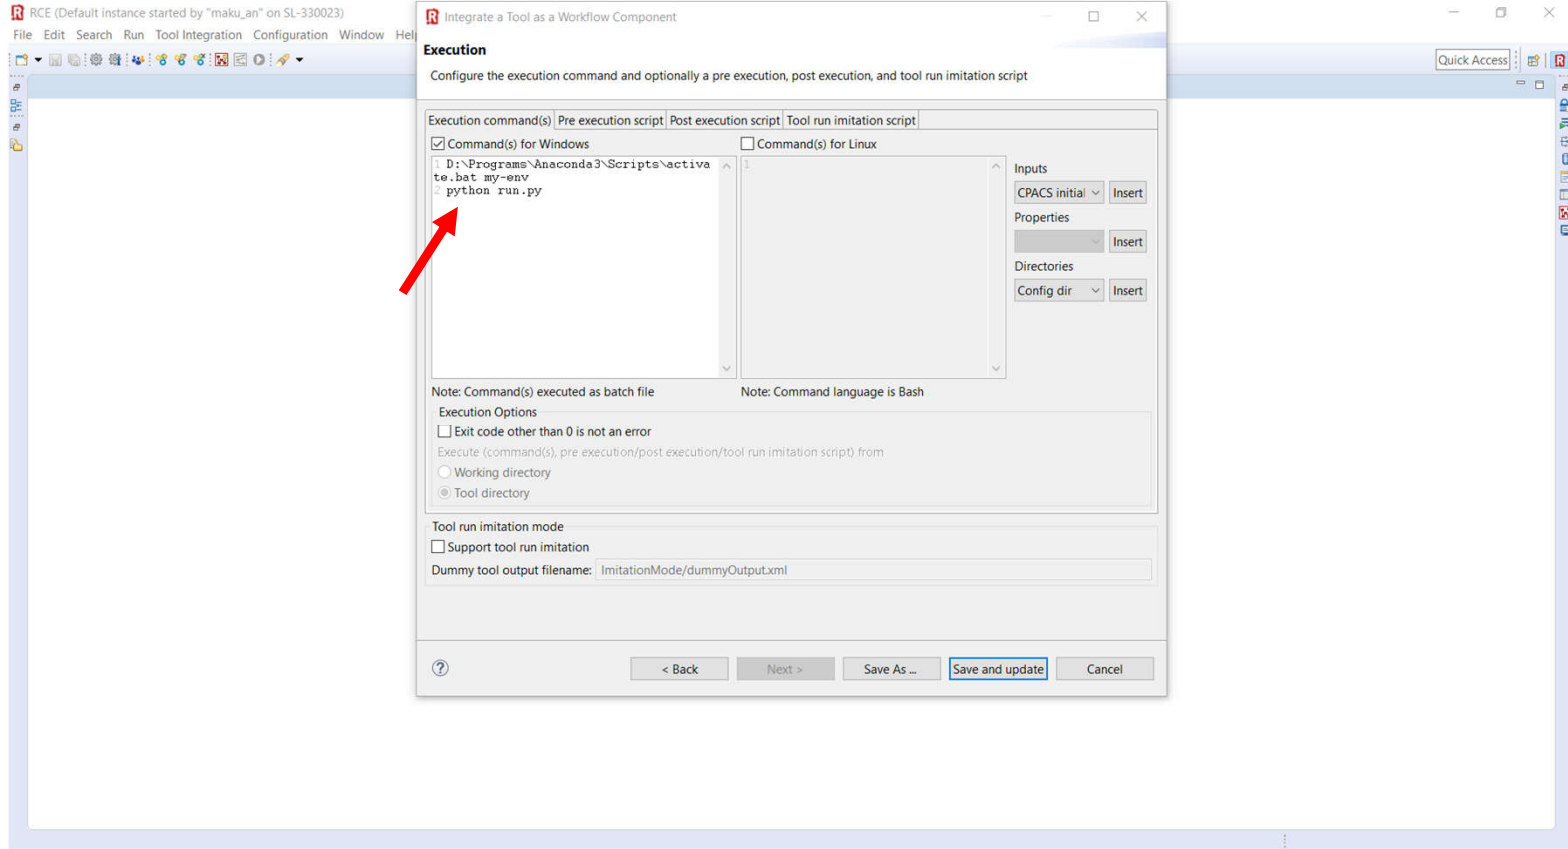 RCE (Default instance started by "maku_an" on SL-330023)
File Edit Search Run Tool Integration Configuration Window Help
Quick Access
Integrate a Tool as a Workflow Component
Execution
Configure the execution command and optionally a pre execution, post execution, and tool run imitation script
Execution command(s) Pre execution script Post execution script Tool run imitation script
Command(s) for Windows
Command(s) for Linux
1 D:\Programs\Anaconda3\Scripts\activa
te.bat my-env
2 python run.py
1
Inputs
CPACS initial Insert
Properties
Insert
Directories
Config dir Insert
Note: Command(s) executed as batch file
Note: Command language is Bash
Execution Options
Exit code other than 0 is not an error
Execute (command(s), pre execution/post execution/tool run imitation script) from
Working directory
Tool directory
Tool run imitation mode
Support tool run imitation
Dummy tool output filename: ImitationMode/dummyOutput.xml
< Back Next > Save As ... Save and update Cancel